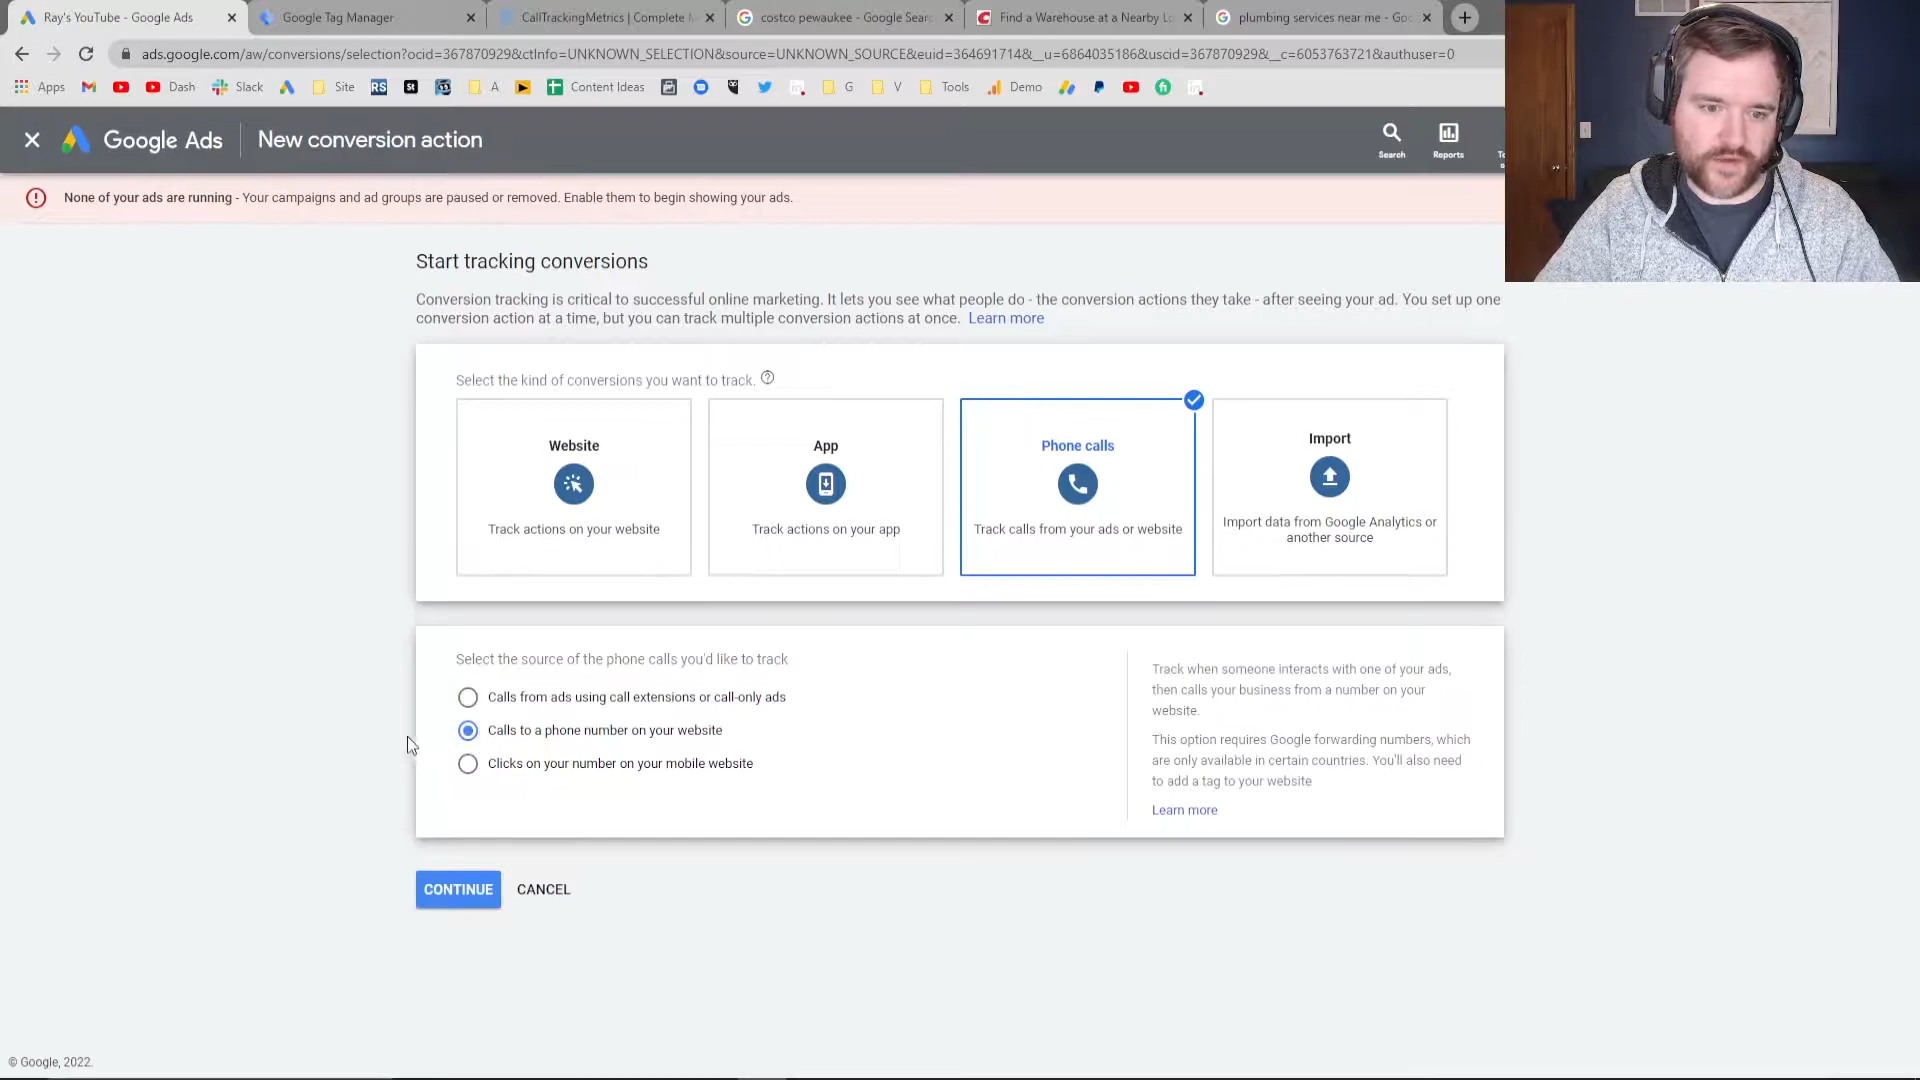 Ray's YouTube - Google Ads
Google Tag Manager
CallTrackingMetrics | Complete
costco pewaukee - Google Sear
Find a Warehouse at a Nearby Lo
plumbing services near me - Goo
ads.google.com/aw/conversions/selection?ocid=367870929&ctInfo=UNKNOWN_SELECTION&source=UNKNOWN_SOURCE&euid=364691714&__u=6864035186&uscid=367870929&__c=6053763721&authuser=0
Apps
Dash
Slack
Site
RS
St
A
Content Ideas
G
V
Tools
Demo
Google Ads
New conversion action
Search
Reports
None of your ads are running - Your campaigns and ad groups are paused or removed. Enable them to begin showing your ads.
Start tracking conversions
Conversion tracking is critical to successful online marketing. It lets you see what people do - the conversion actions they take - after seeing your ad. You set up one
conversion action at a time, but you can track multiple conversion actions at once. Learn more
Select the kind of conversions you want to track.
Website
Track actions on your website
App
Track actions on your app
Phone calls
Track calls from your ads or website
Import
Import data from Google Analytics or
another source
Select the source of the phone calls you'd like to track
Calls from ads using call extensions or call-only ads
Calls to a phone number on your website
Clicks on your number on your mobile website
Track when someone interacts with one of your ads,
then calls your business from a number on your
website.
This option requires Google forwarding numbers, which
are only available in certain countries. You'll also need
to add a tag to your website
Learn more
CONTINUE
CANCEL
© Google, 2022.